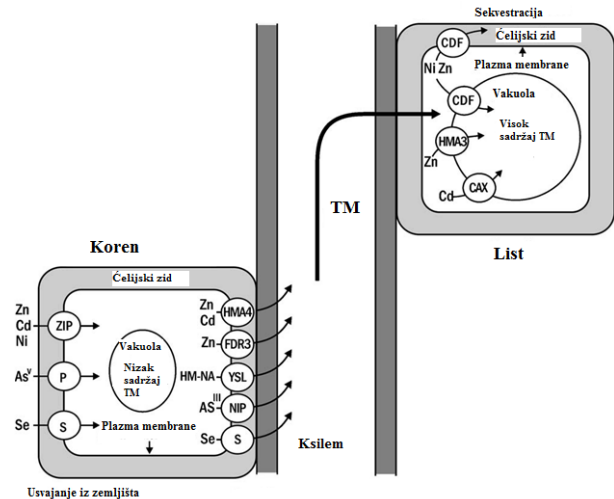 Sekvestracija
CDF
Ćelijski zid
Ni Zn
Plazma membrane
CDF
Vakuola
Visok
sadržaj TM
HMA3
Zn
Cd
CAX
TM
List
Koren
Ćelijski zid
Zn
Cd
Ni
ZIP
As V
P
Se
S
Vakuola
Nizak
sadržaj
TM
Plazma membrane
Zn
Cd
HMA4
Zn
FDR3
HM-NA
YSL
AS III
NIP
Se
S
Ksilem
Usvajanje iz zemljišta